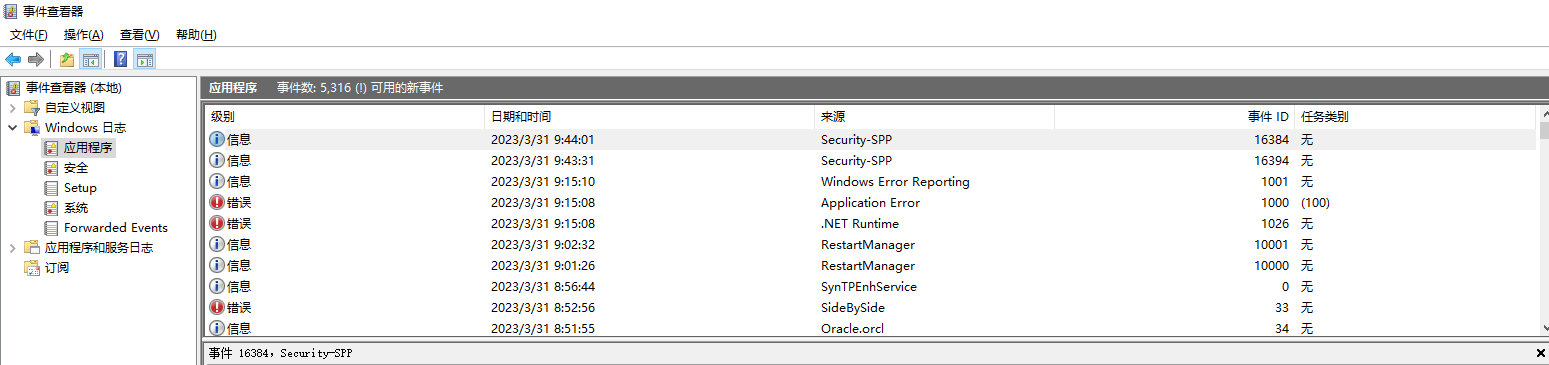 事件查看器
文件(F) 操作(A) 查看(V) 帮助(H)
事件查看器 (本地)
自定义视图
Windows 日志
应用程序
安全
Setup
系统
Forwarded Events
应用程序和服务日志
订阅
应用程序 事件数: 5,316 (!) 可用的新事件
级别 日期和时间 来源 事件 ID 任务类别
信息 2023/3/31 9:44:01 Security-SPP 16384 无
信息 2023/3/31 9:43:31 Security-SPP 16394 无
信息 2023/3/31 9:15:10 Windows Error Reporting 1001 无
错误 2023/3/31 9:15:08 Application Error 1000 (100)
错误 2023/3/31 9:15:08 .NET Runtime 1026 无
信息 2023/3/31 9:02:32 RestartManager 10001 无
信息 2023/3/31 9:01:26 RestartManager 10000 无
信息 2023/3/31 8:56:44 SynTPEnhService 0 无
错误 2023/3/31 8:52:56 SideBySide 33 无
信息 2023/3/31 8:51:55 Oracle.orcl 34 无
事件 16384，Security-SPP